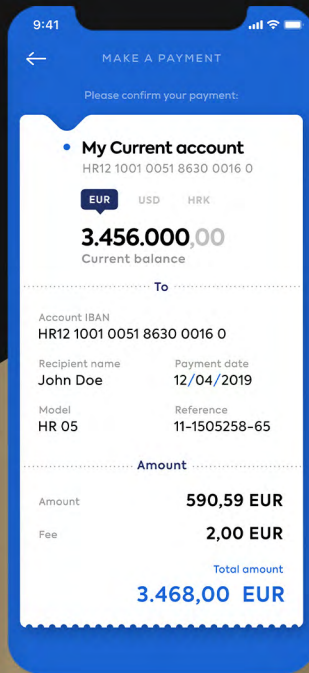 9:41
MAKE A PAYMENT
Please confirm your payment:
My Current account
HR12 1001 0051 8630 0016 0
EUR USD HRK
3.456.000,00
Current balance
To
Account IBAN
HR12 1001 0051 8630 0016 0
Recipient name Payment date
John Doe 12/04/2019
Model Reference
HR 05 11-1505258-65
Amount
Amount 590,59 EUR
Fee 2,00 EUR
Total amount
3.468,00 EUR